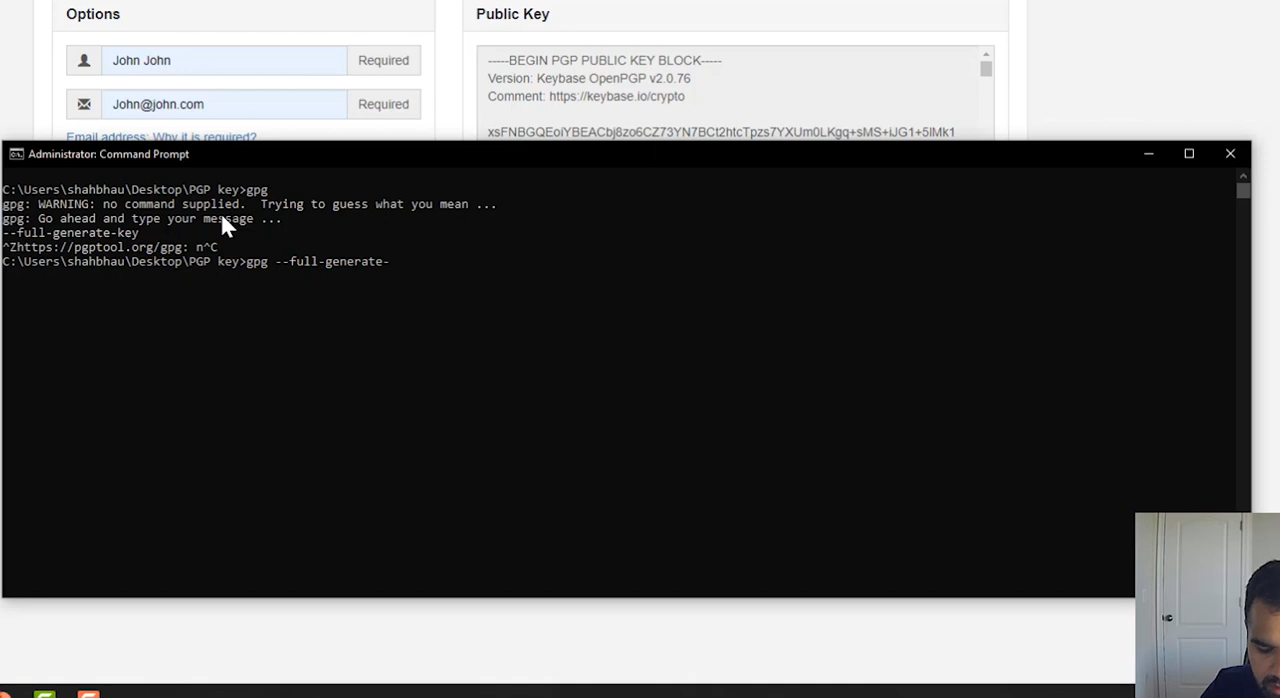 Options
Public Key
John John
Required
John@john.com
Required
Email address: Why it is required?
-----BEGIN PGP PUBLIC KEY BLOCK-----
Version: Keybase OpenPGP v2.0.76
Comment: https://keybase.io/crypto
xsFNBGQEoiYBEACbj8zo6CZ73YN7BCt2htcTpzs7YXUm0LKgq+sMS+iJG1+5lMk1
Administrator: Command Prompt
C:\Users\shahbhau\Desktop\PGP key>gpg
gpg: WARNING: no command supplied.  Trying to guess what you mean ...
gpg: Go ahead and type your message ...
--full-generate-key
^Zhttps://pgptool.org/gpg: n^C
C:\Users\shahbhau\Desktop\PGP key>gpg --full-generate-